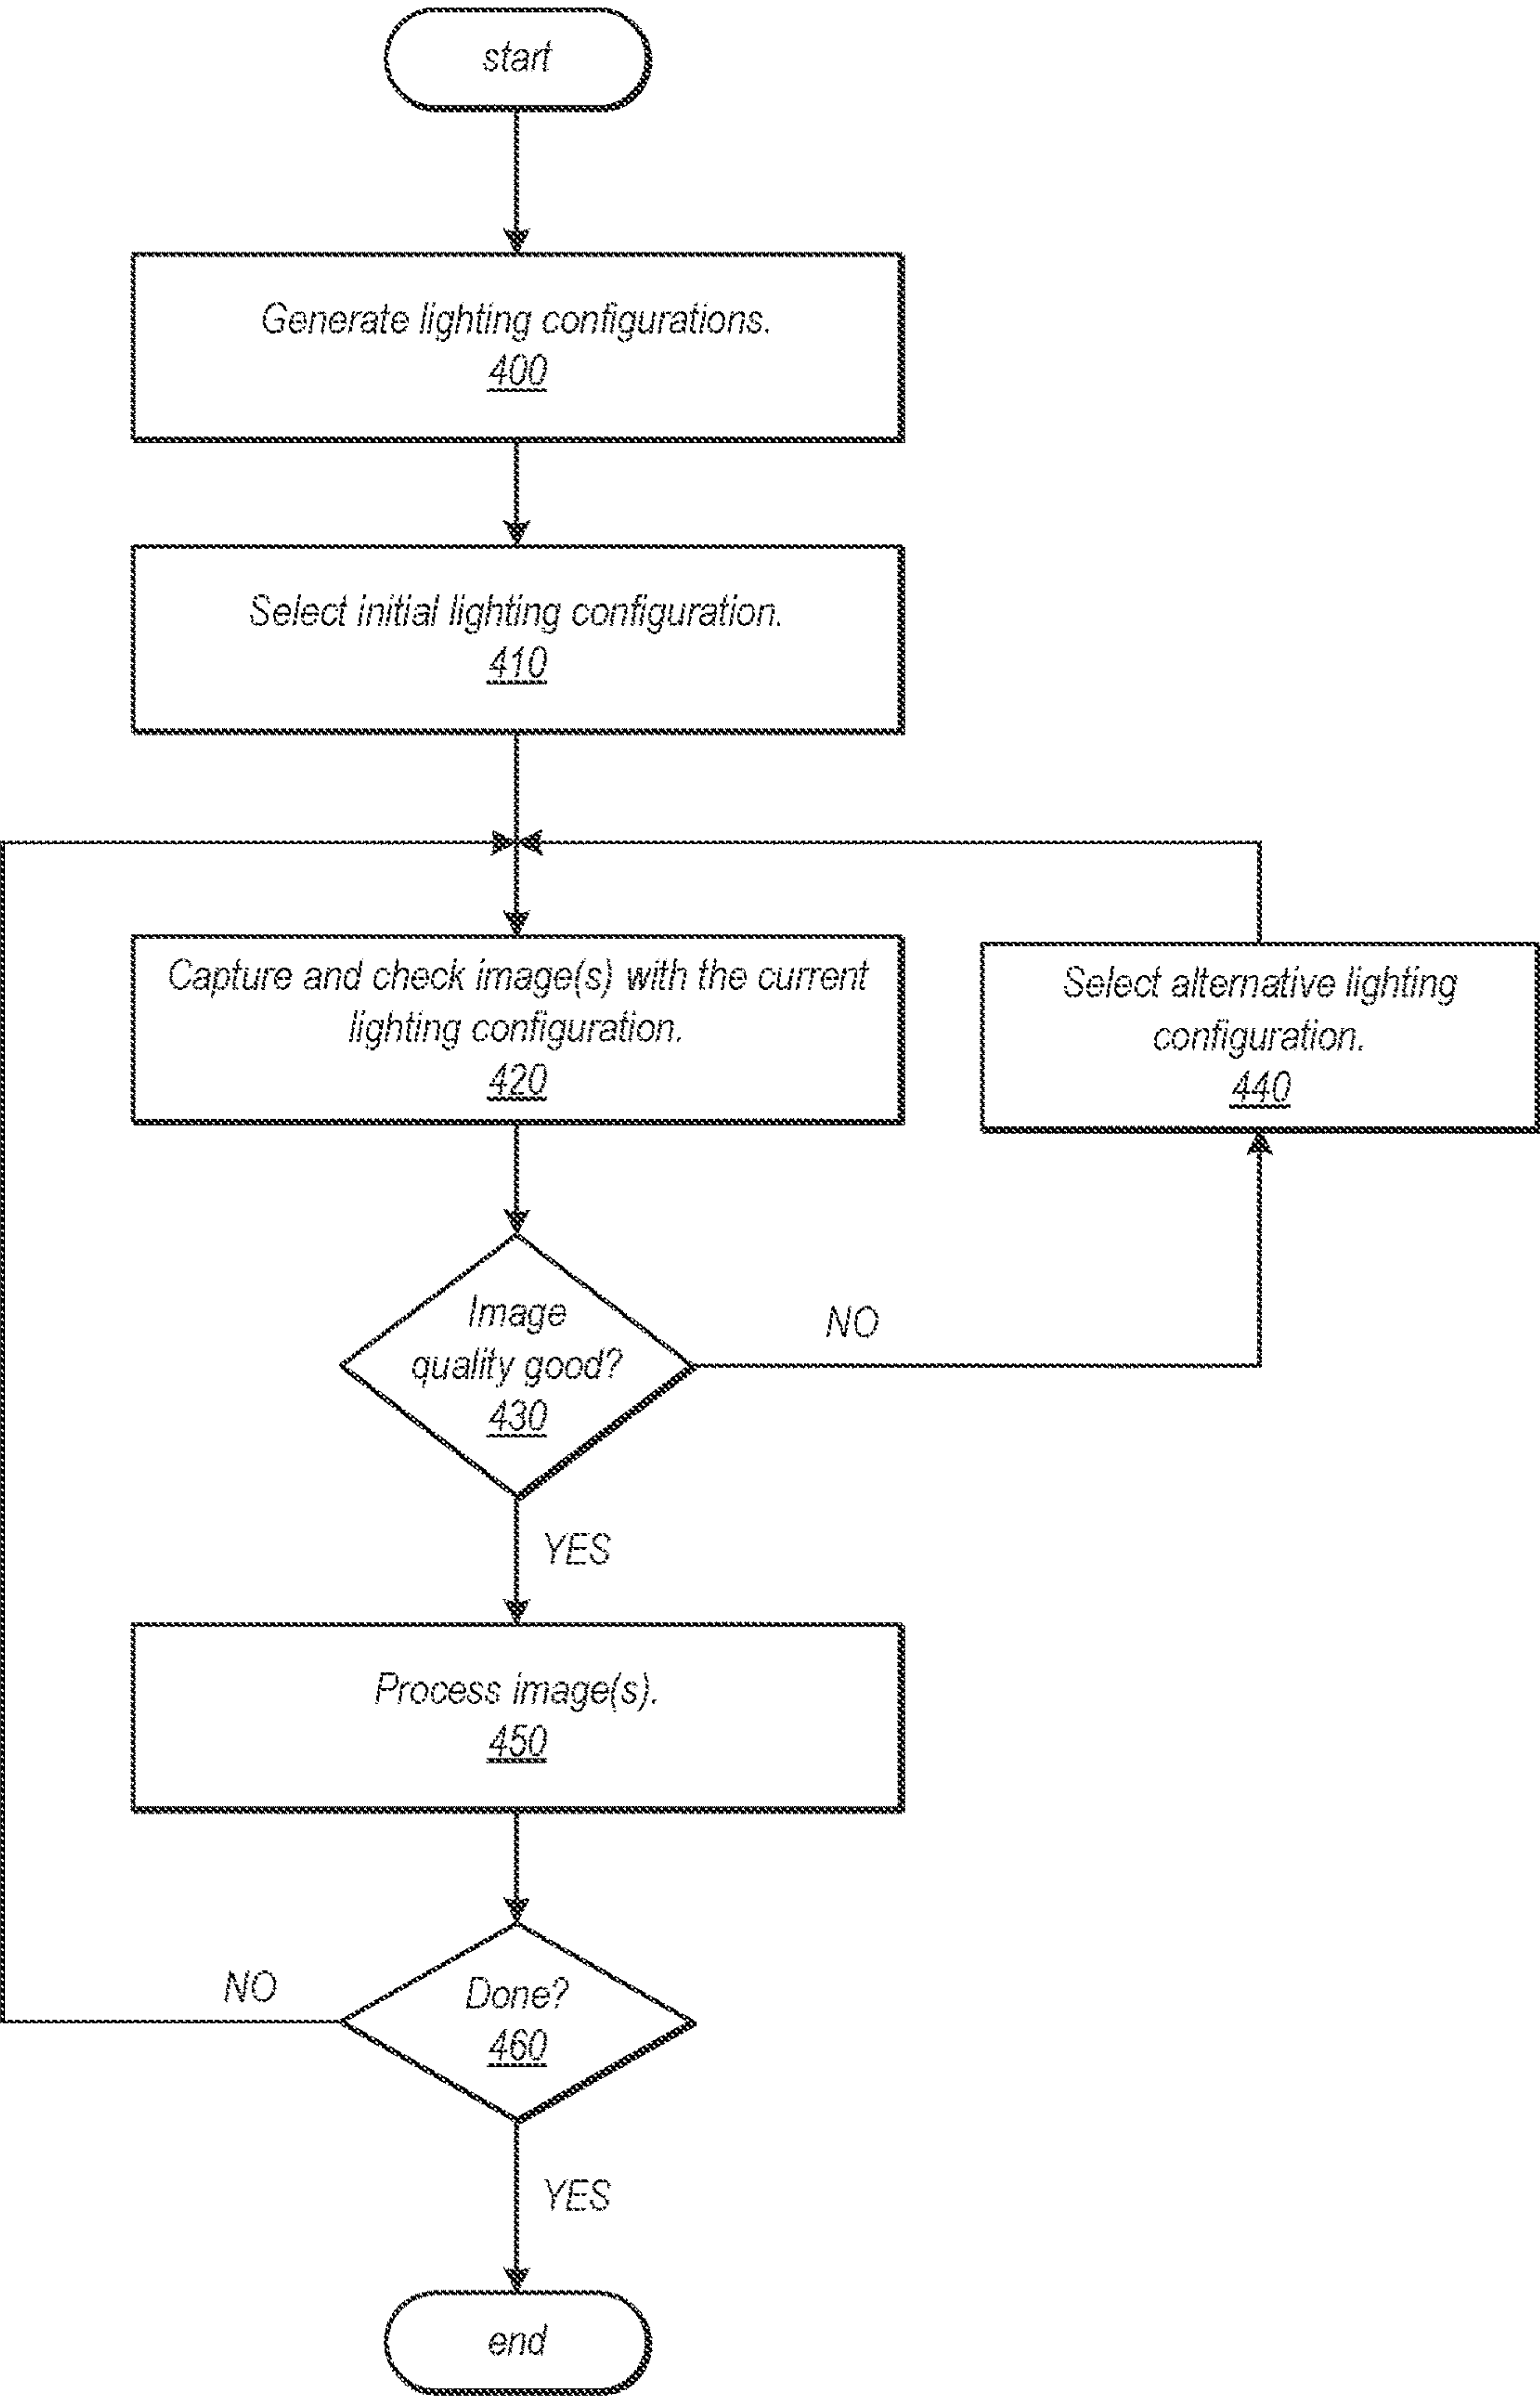 start
Generate lighting configurations.
400
Select initial lighting configuration.
410
Capture and check image(s) with the current
lighting configuration.
420
Select alternative lighting
configuration.
440
Image
quality good?
430
NO
YES
Process image(s).
450
Done?
460
NO
YES
end